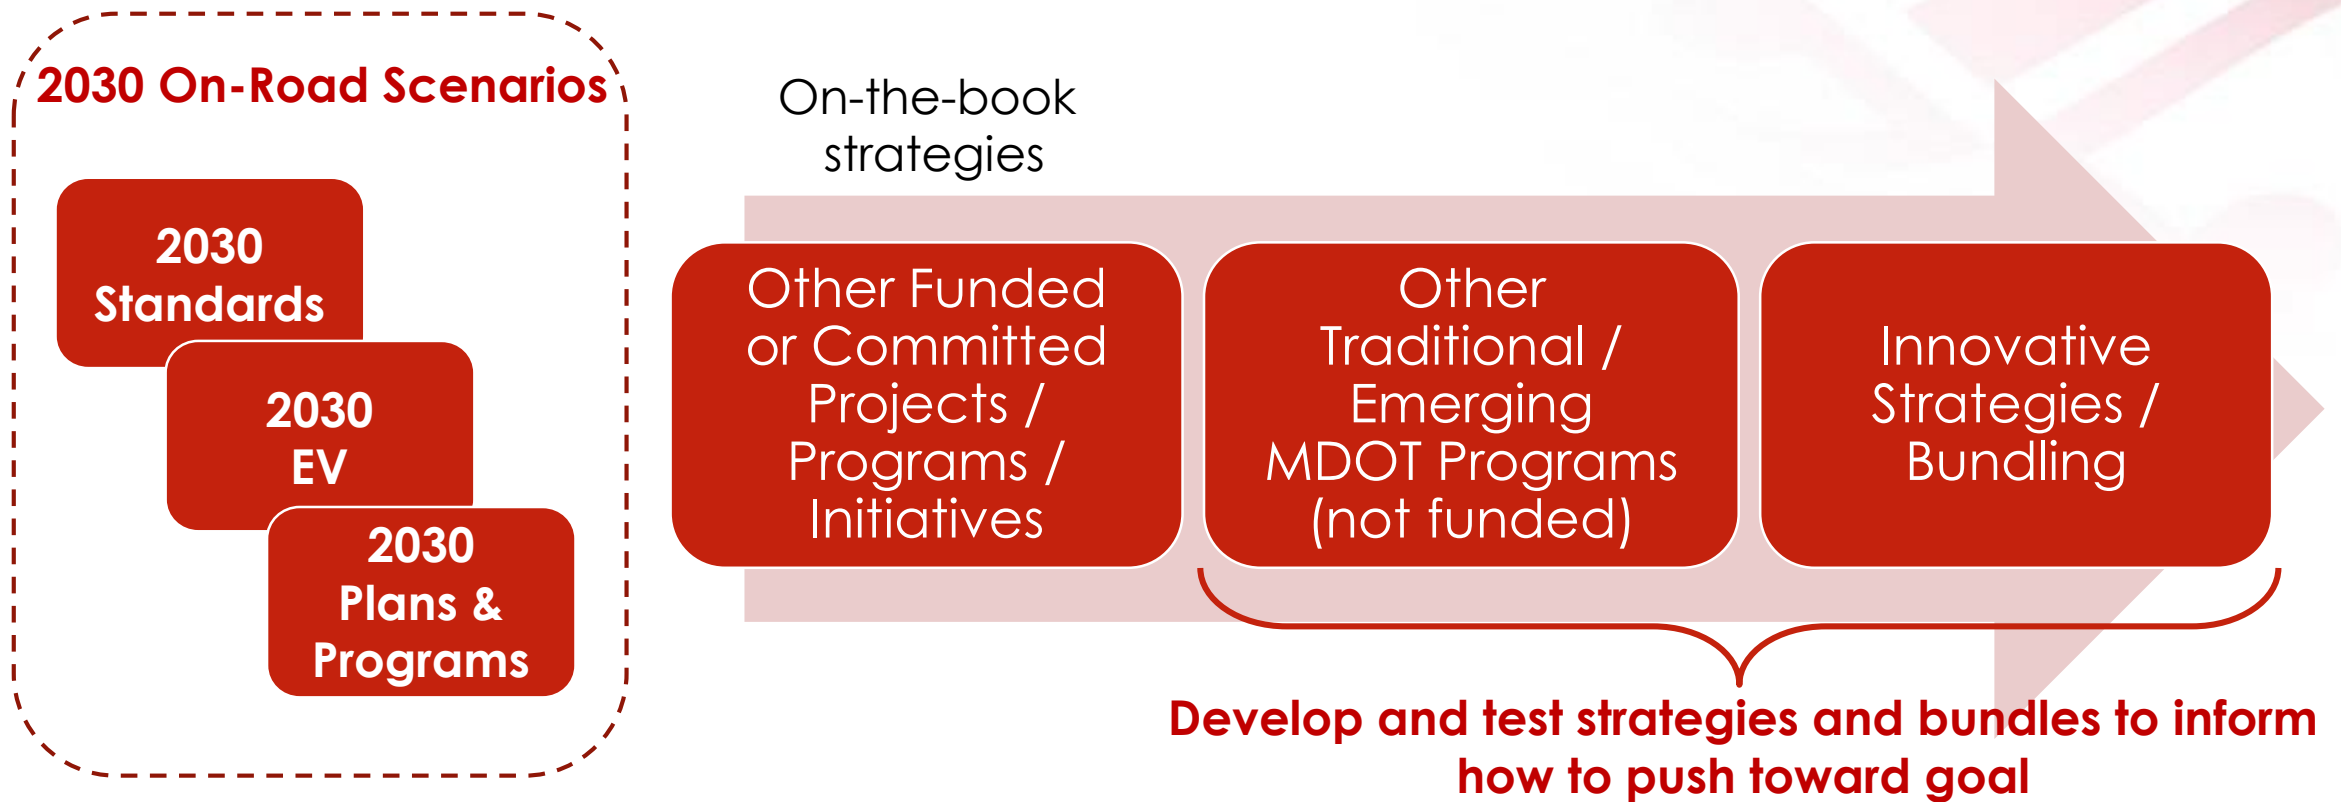 2030 On-Road Scenarios
2030
Standards
2030
EV
2030
Plans &
Programs
On-the-book
strategies
Other Funded
or Committed
Projects /
Programs /
Initiatives
Other
Traditional /
Emerging
MDOT Programs
(not funded)
Innovative
Strategies /
Bundling
Develop and test strategies and bundles to inform
how to push toward goal